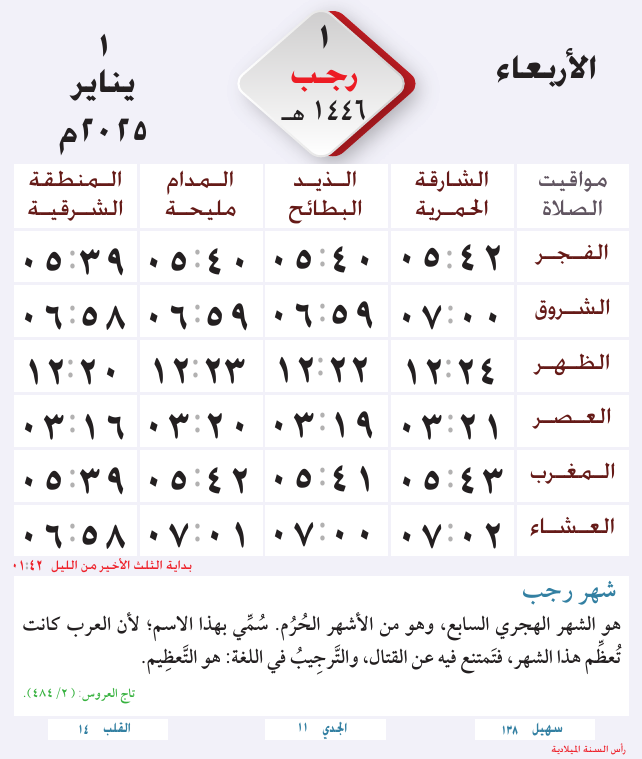 الأربعاء
١
رجب
١٤٤٦ هـ
١
يناير
٢٠٢٥م
مواقيت الصلاة
الشارقة الحمرية
الذيد البطائح
المدام مليحة
المنطقة الشرقية
الفجر ٠٥:٤٢ ٠٥:٤٠ ٠٥:٤٠ ٠٥:٣٩
الشروق ٠٧:٠٠ ٠٦:٥٩ ٠٦:٥٩ ٠٦:٥٨
الظهر ١٢:٢٤ ١٢:٢٢ ١٢:٢٣ ١٢:٢٠
العصر ٠٣:٢١ ٠٣:١٩ ٠٣:٢٠ ٠٣:١٦
المغرب ٠٥:٤٣ ٠٥:٤١ ٠٥:٤٢ ٠٥:٣٩
العشاء ٠٧:٠٢ ٠٧:٠٠ ٠٧:٠١ ٠٦:٥٨
بداية الثلث الأخير من الليل ٠١:٤٢
شهر رجب
هو الشهر الهجري السابع، وهو من الأشهر الحُرُم. سُمِّي بهذا الاسم؛ لأن العرب كانت
تُعظِّم هذا الشهر، فتَمتنع فيه عن القتال، والتَّرجِيبُ في اللغة: هو التَّعظِيم.
تاج العروس: (٢/ ٤٨٤).
سهيل ١٣٨
الجدي ١١
القلب ١٤
رأس السنة الميلادية